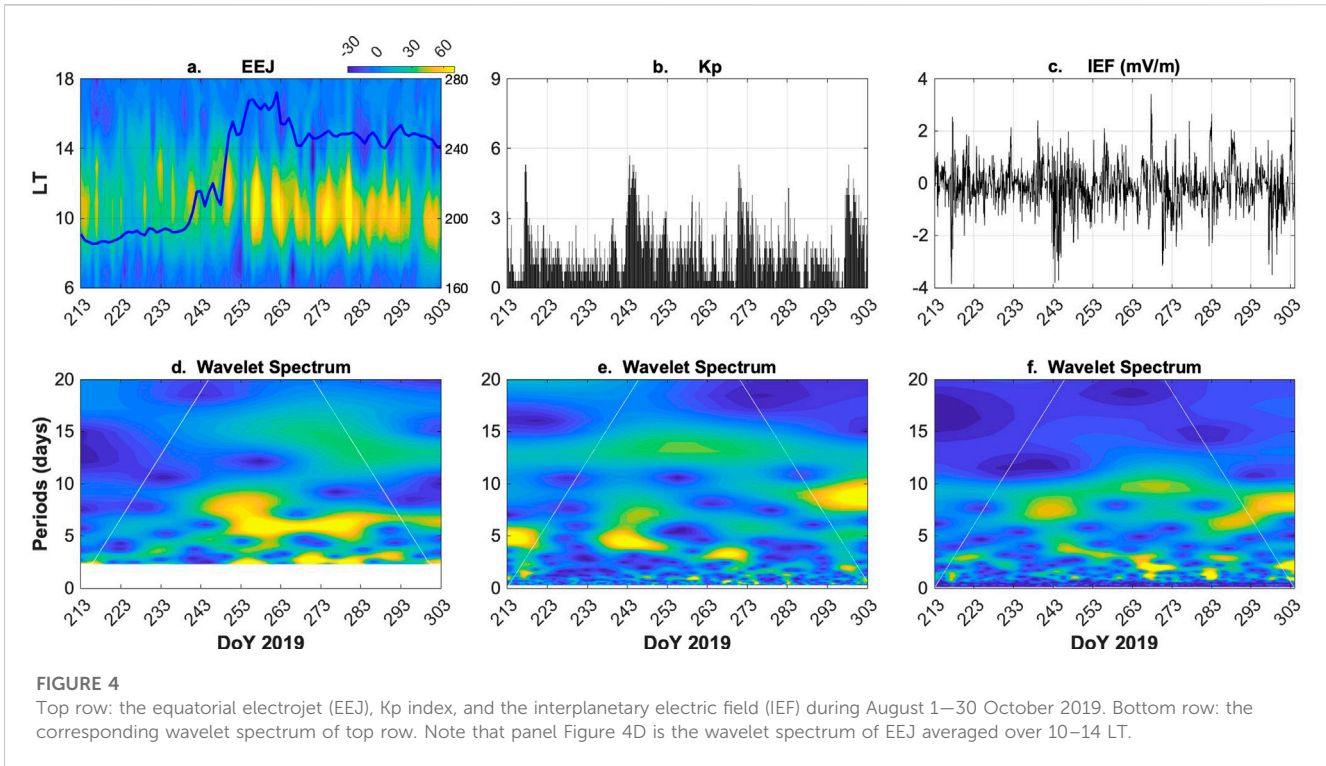 -30 0 30 60
a. EEJ
b. Kp
c. IEF (mV/m)
18 14 10 6
LT
280 240 200 160
9 6 3 0
4 2 0 -2 -4
213 223 233 243 253 263 273 283 293 303
213 223 233 243 253 263 273 283 293 303
213 223 233 243 253 263 273 283 293 303
d. Wavelet Spectrum
e. Wavelet Spectrum
f. Wavelet Spectrum
Periods (days)
20 15 10 5 0
20 15 10 5 0
20 15 10 5 0
213 223 233 243 253 263 273 283 293 303
213 223 233 243 253 263 273 283 293 303
213 223 233 243 253 263 273 283 293 303
DoY 2019
DoY 2019
DoY 2019
FIGURE 4
Top row: the equatorial electrojet (EEJ), Kp index, and the interplanetary electric field (IEF) during August 1—30 October 2019. Bottom row: the
corresponding wavelet spectrum of top row. Note that panel Figure 4D is the wavelet spectrum of EEJ averaged over 10–14 LT.